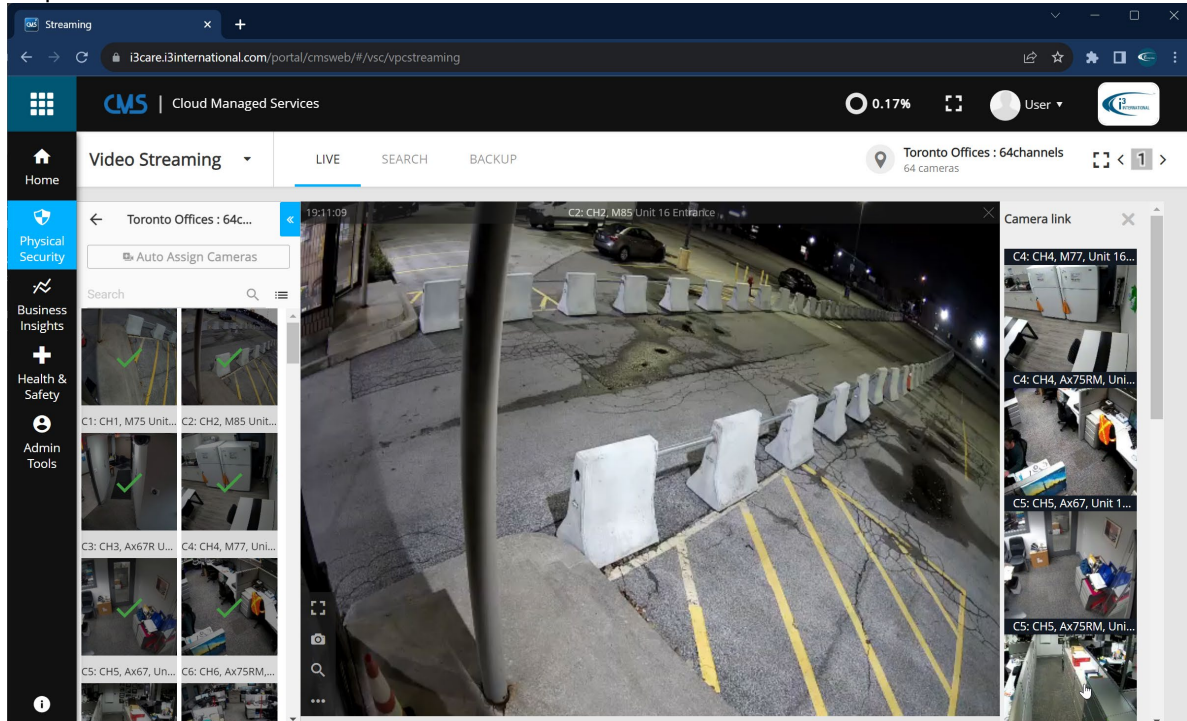 Streaming
i3care.i3international.com/portal/cmsweb/#/vsc/vpcstreaming
CMS | Cloud Managed Services
0.17%
User
i3 INTERNATIONAL
Home
Physical
Security
Business
Insights
Health &
Safety
Admin
Tools
Video Streaming
LIVE
SEARCH
BACKUP
Toronto Offices : 64channels
64 cameras
1
Toronto Offices : 64c...
Auto Assign Cameras
Search
C1: CH1, M75 Unit...
C2: CH2, M85 Unit...
C3: CH3, Ax67R U...
C4: CH4, M77, Uni...
C5: CH5, Ax67, Un...
C6: CH6, Ax75RM,...
19:11:09
C2: CH2, M85 Unit 16 Entrance
Camera link
C4: CH4, M77, Unit 16...
C4: CH4, Ax75RM, Uni...
C5: CH5, Ax67, Unit 1...
C5: CH5, Ax75RM, Uni...